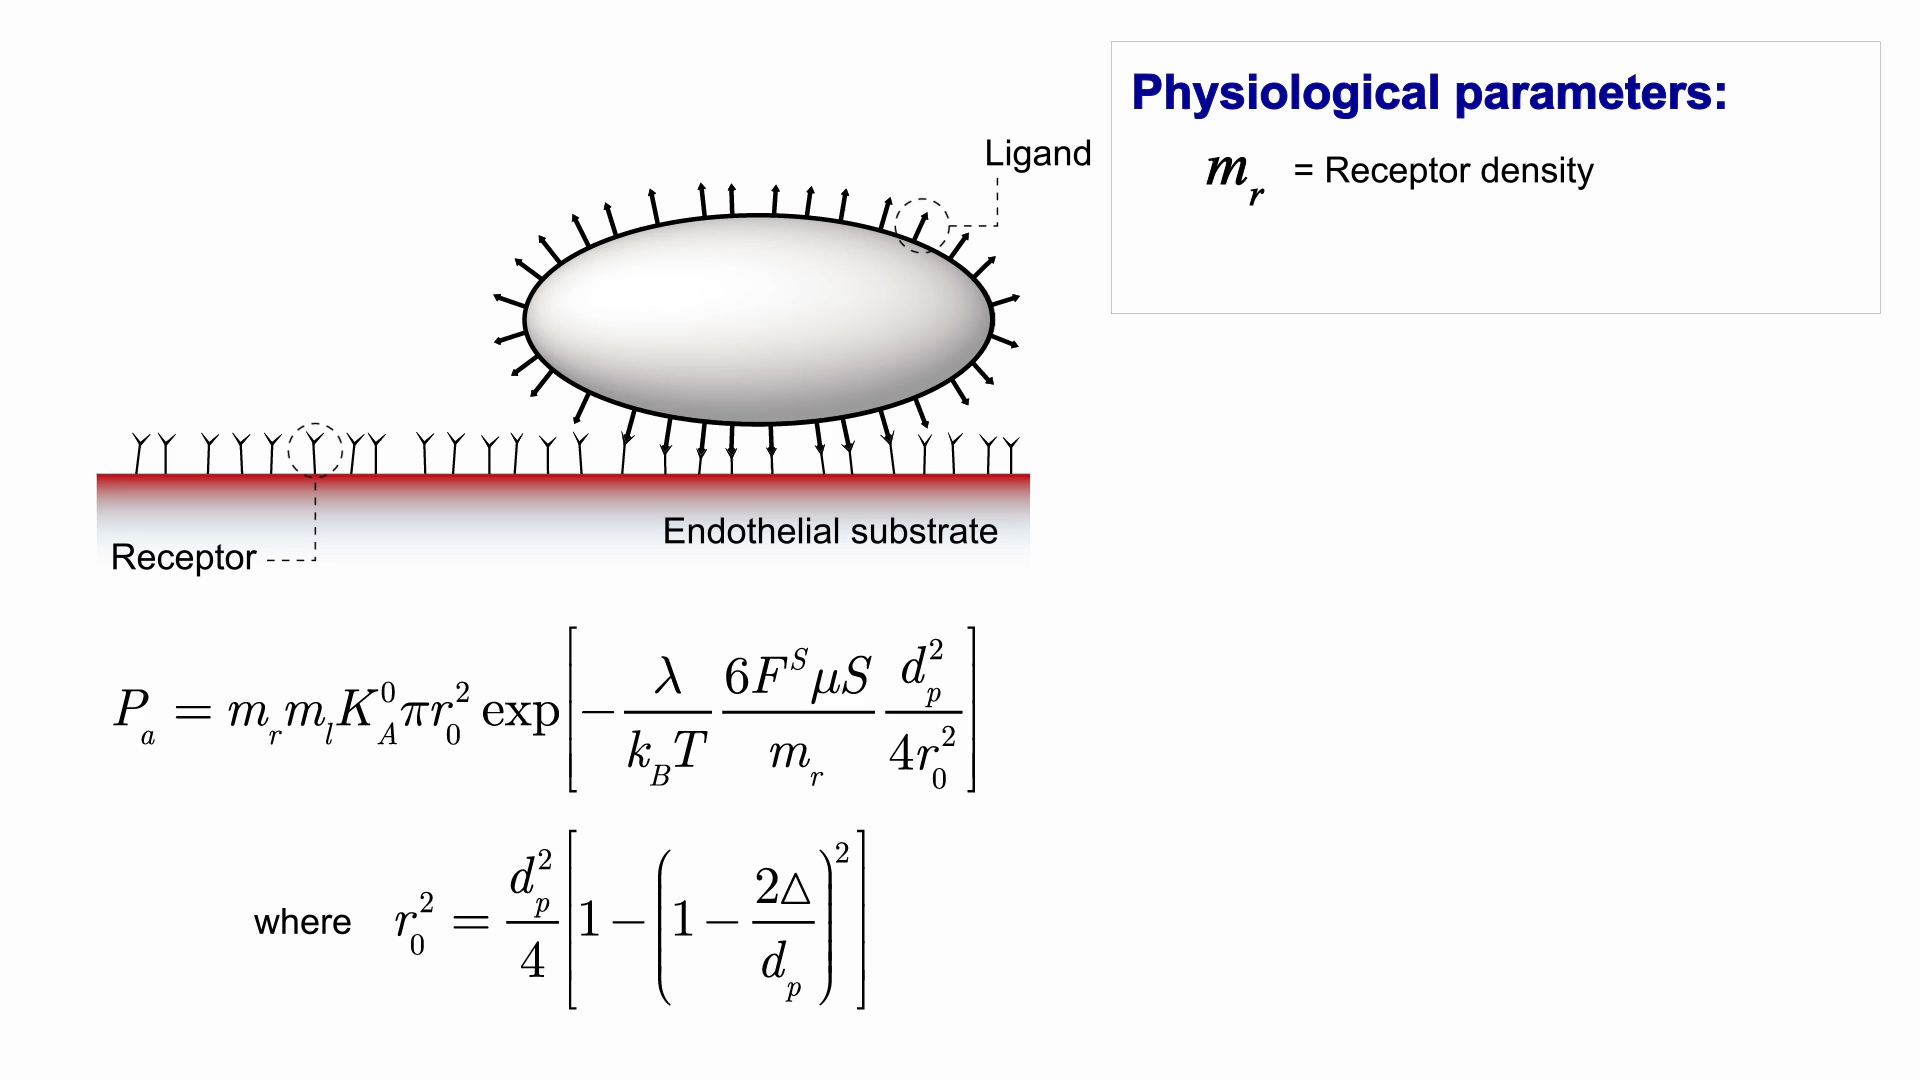 Physiological parameters:
m_r = Receptor density
Ligand
Endothelial substrate
Receptor
P_a = m_r m_l K_A^0 π r_0^2 exp[ − λ/(k_B T) 6F^S μS/m_r d_p^2/(4r_0^2) ]
where r_0^2 = d_p^2/4 [ 1 − ( 1 − 2△/d_p )^2 ]